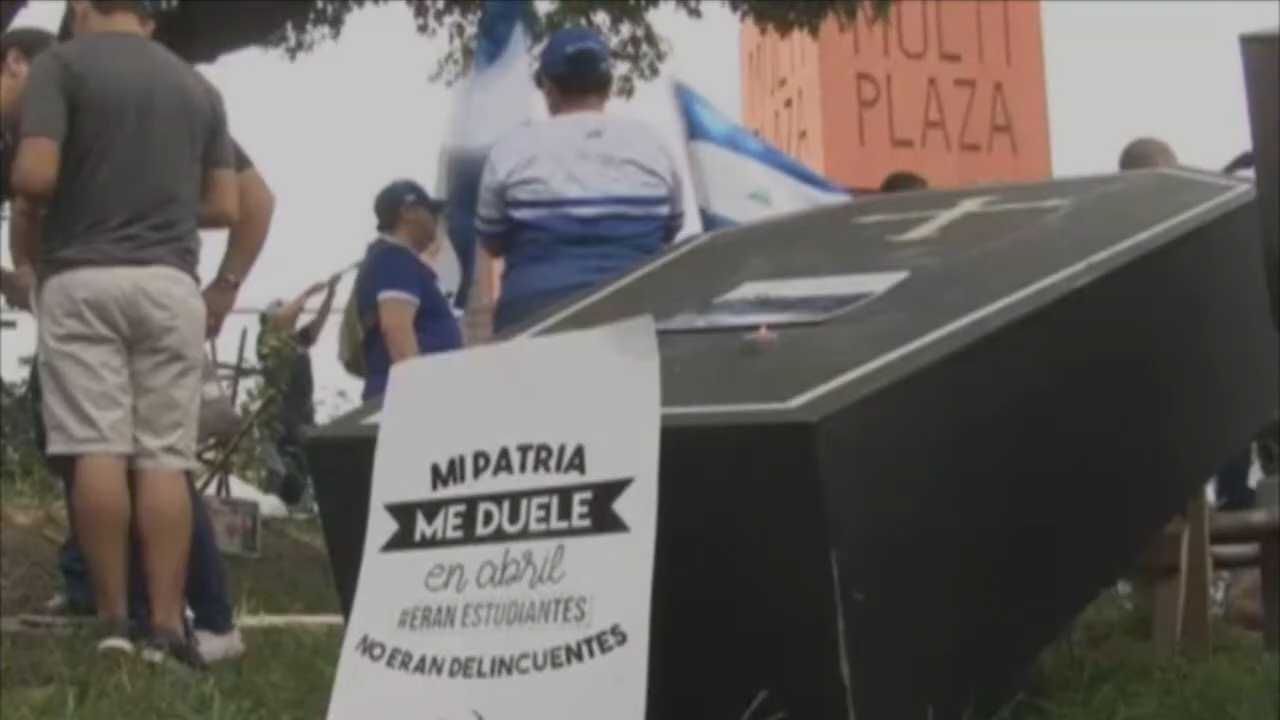 MULTI
PLAZA
MI PATRIA
ME DUELE
en abril
#ERAN ESTUDIANTES
NO ERAN DELINCUENTES